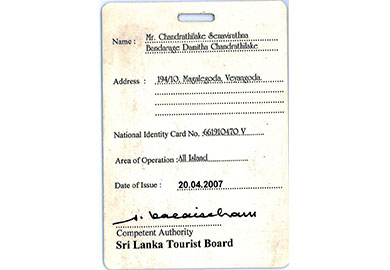 Name : Mr. Chandrathilake Senavirathna
Bandarage Danitha Chandrathilake
Address : 194/10, Magalegoda, Veyangoda.
National Identity Card No. 661910470 V
Area of Operation : All Island
Date of Issue : 20.04.2007
Competent Authority
Sri Lanka Tourist Board